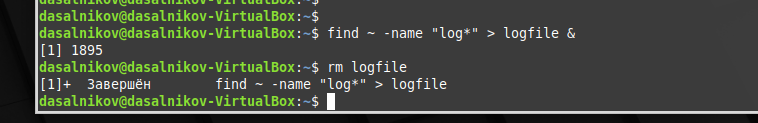 dasalnikov@dasalnikov-VirtualBox:~$
dasalnikov@dasalnikov-VirtualBox:~$
dasalnikov@dasalnikov-VirtualBox:~$ find ~ -name "log*" > logfile &
[1] 1895
dasalnikov@dasalnikov-VirtualBox:~$ rm logfile
[1]+  Завершён        find ~ -name "log*" > logfile
dasalnikov@dasalnikov-VirtualBox:~$